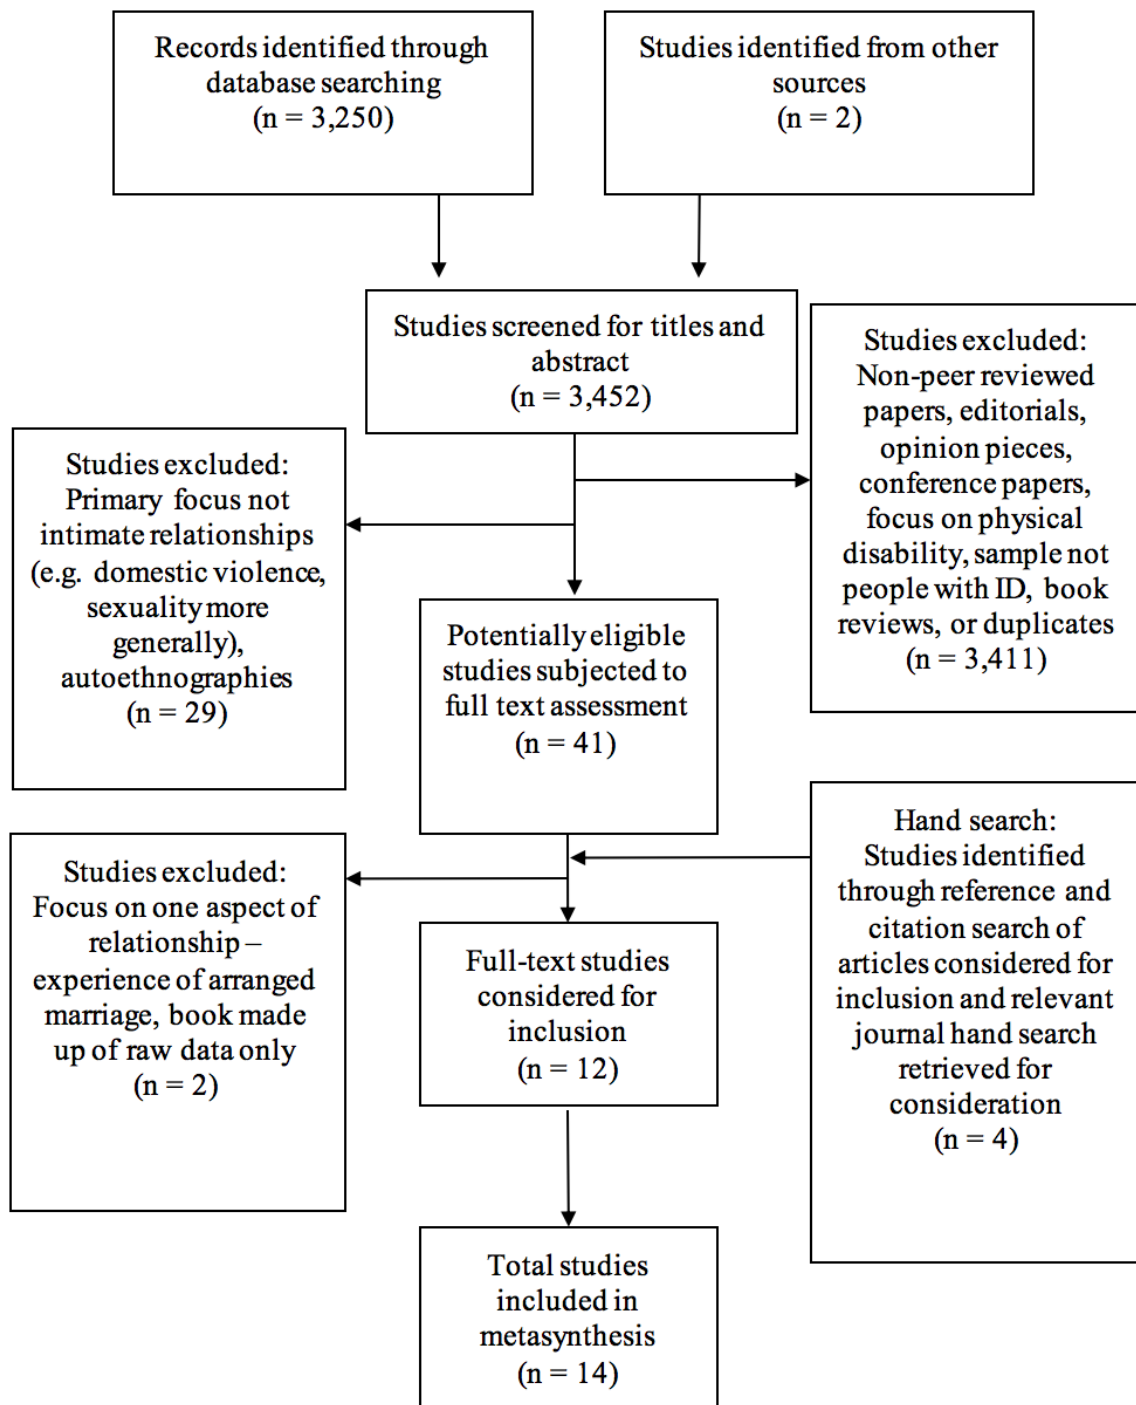 Records identified through
database searching
(n = 3,250)
Studies identified from other
sources
(n = 2)
Studies screened for titles and
abstract
(n = 3,452)
Studies excluded:
Non-peer reviewed
papers, editorials,
opinion pieces,
conference papers,
focus on physical
disability, sample not
people with ID, book
reviews, or duplicates
(n = 3,411)
Studies excluded:
Primary focus not
intimate relationships
(e.g. domestic violence,
sexuality more
generally),
autoethnographies
(n = 29)
Potentially eligible
studies subjected to
full text assessment
(n = 41)
Hand search:
Studies identified
through reference and
citation search of
articles considered for
inclusion and relevant
journal hand search
retrieved for
consideration
(n = 4)
Studies excluded:
Focus on one aspect of
relationship –
experience of arranged
marriage, book made
up of raw data only
(n = 2)
Full-text studies
considered for
inclusion
(n = 12)
Total studies
included in
metasynthesis
(n = 14)